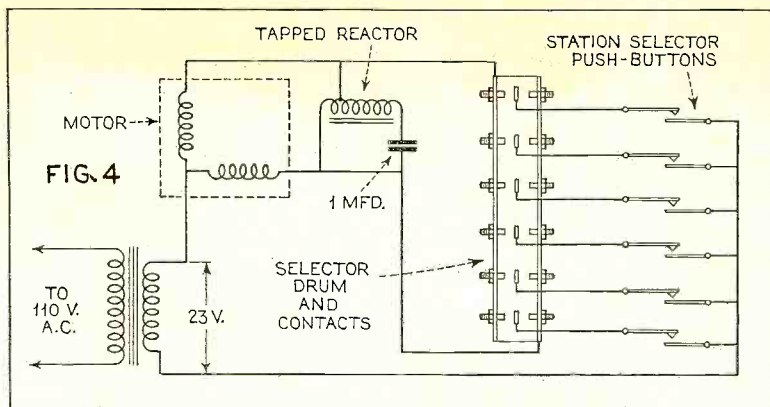 TAPPED REACTOR
STATION SELECTOR
PUSH-BUTTONS
MOTOR
FIG. 4
1 MFD.
SELECTOR
DRUM
AND
CONTACTS
TO
110 V.
A.C.
23 V.